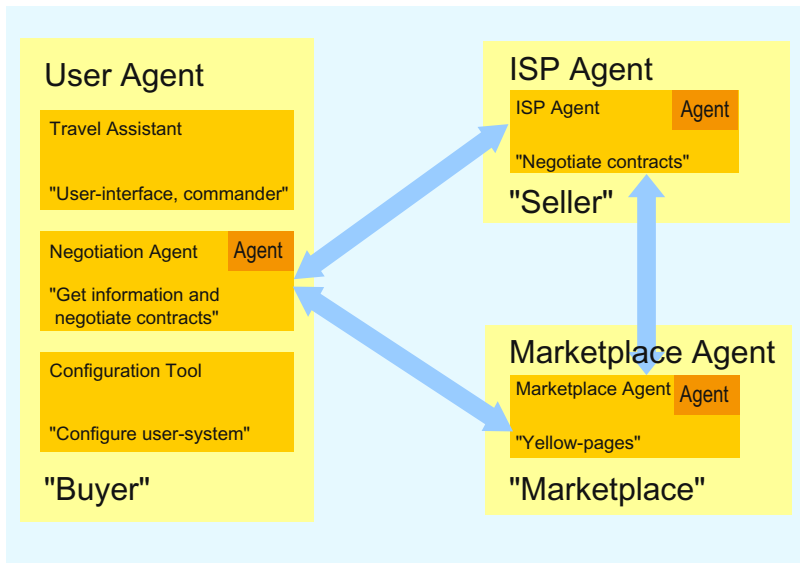 User Agent
Travel Assistant
"User-interface, commander"
Negotiation Agent
Agent
"Get information and
negotiate contracts"
Configuration Tool
"Configure user-system"
"Buyer"
ISP Agent
ISP Agent
Agent
"Negotiate contracts"
"Seller"
Marketplace Agent
Marketplace Agent
Agent
"Yellow-pages"
"Marketplace"